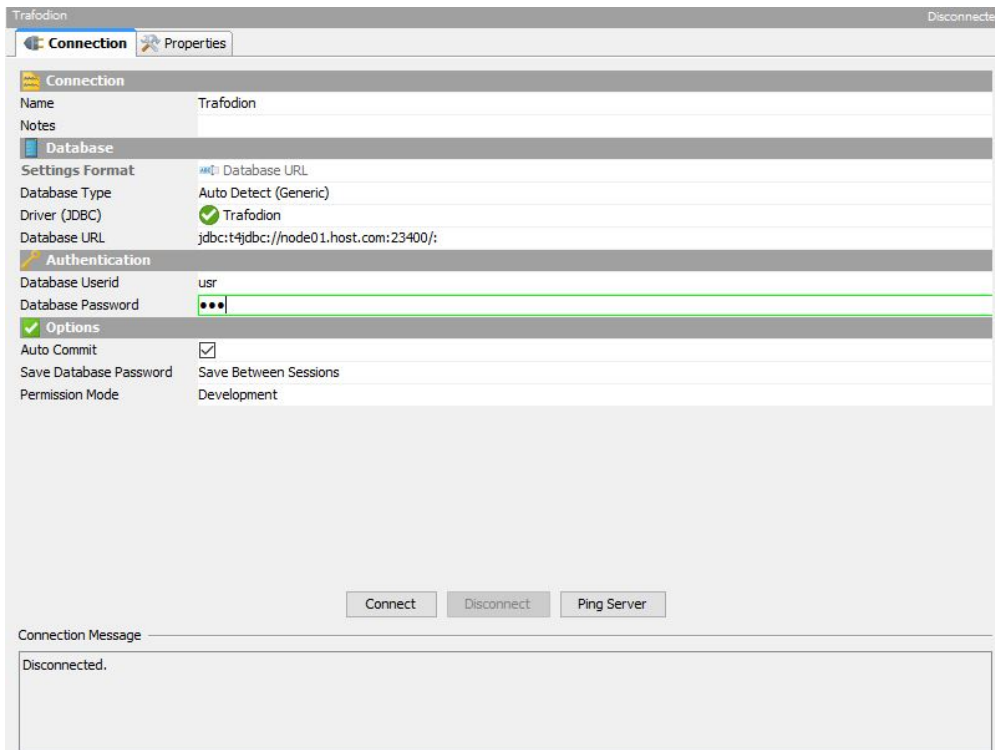 Trafodion Disconnecte
Connection Properties
Connection
Name Trafodion
Notes
Database
Settings Format Database URL
Database Type Auto Detect (Generic)
Driver (JDBC) Trafodion
Database URL jdbc:t4jdbc://node01.host.com:23400/:
Authentication
Database Userid usr
Database Password •••
Options
Auto Commit
Save Database Password Save Between Sessions
Permission Mode Development
Connect Disconnect Ping Server
Connection Message
Disconnected.